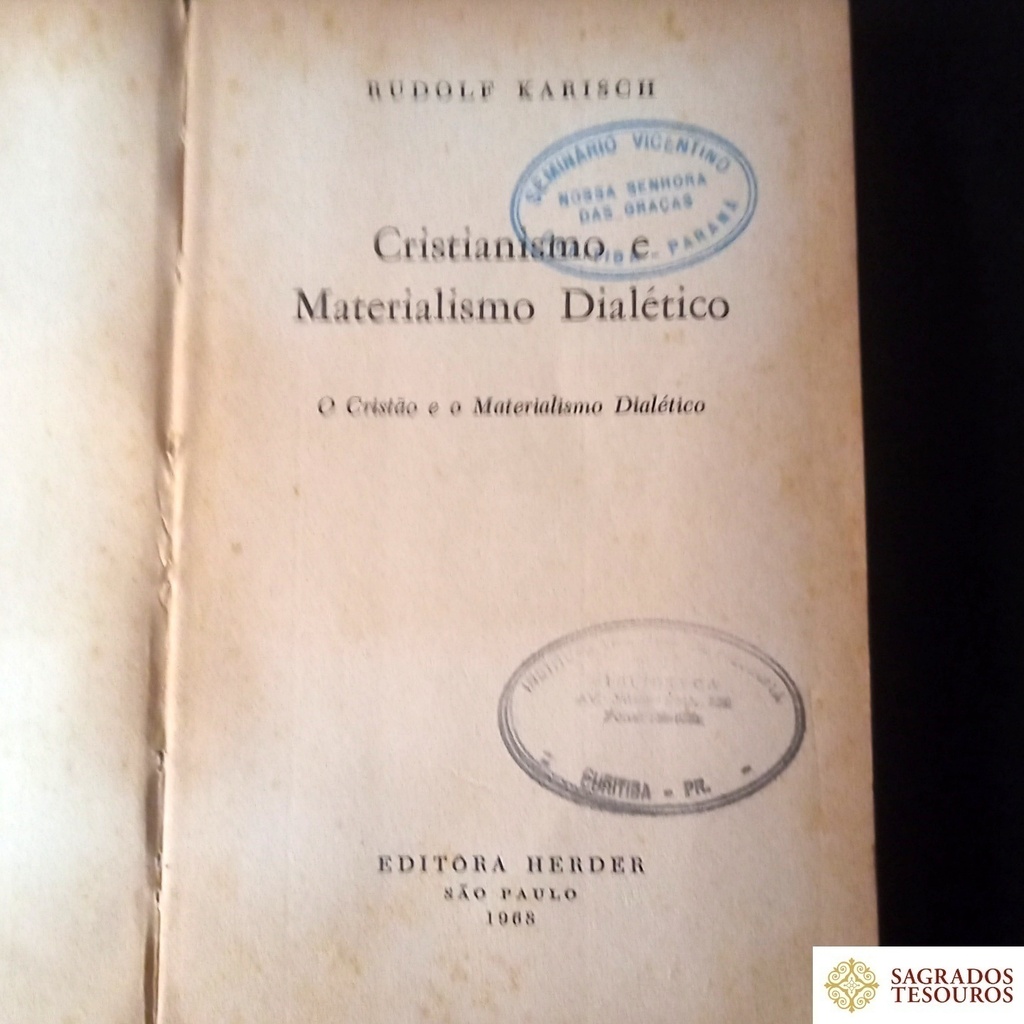 RUDOLF KARISCH
SEMINÁRIO VICENTINO
NOSSA SENHORA
DAS GRAÇAS
PARANÁ
Cristianismo e
Materialismo Dialético
O Cristão e o Materialismo Dialético
BIBLIOTECA
CURITIBA - PR.
EDITÔRA HERDER
SÃO PAULO
1968
SAGRADOS
TESOUROS